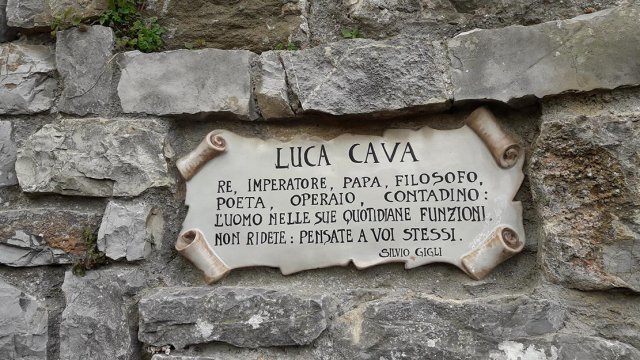 LUCA CAVA
RE, IMPERATORE, PAPA, FILOSOFO,
POETA, OPERAIO, CONTADINO:
L'UOMO NELLE SUE QUOTIDIANE FUNZIONI.
NON RIDETE: PENSATE A VOI STESSI.
SILVIO GIGLI